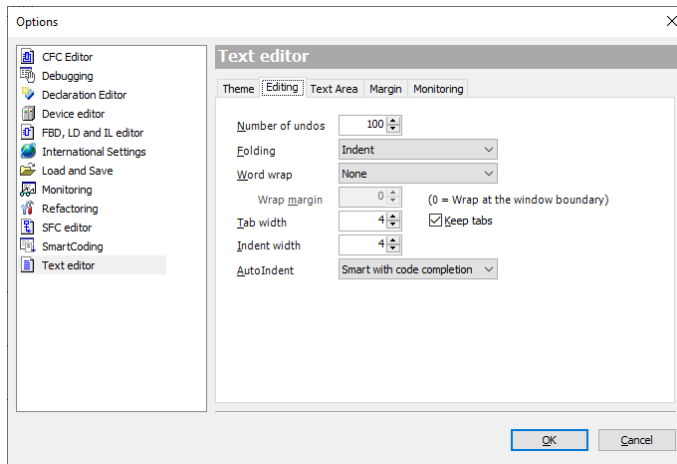 Options
CFC Editor
Debugging
Declaration Editor
Device editor
FBD, LD and IL editor
International Settings
Load and Save
Monitoring
Refactoring
SFC editor
SmartCoding
Text editor
Text editor
Theme Editing Text Area Margin Monitoring
Number of undos 100
Folding Indent
Word wrap None
Wrap margin 0 (0 = Wrap at the window boundary)
Tab width 4 Keep tabs
Indent width 4
AutoIndent Smart with code completion
OK Cancel